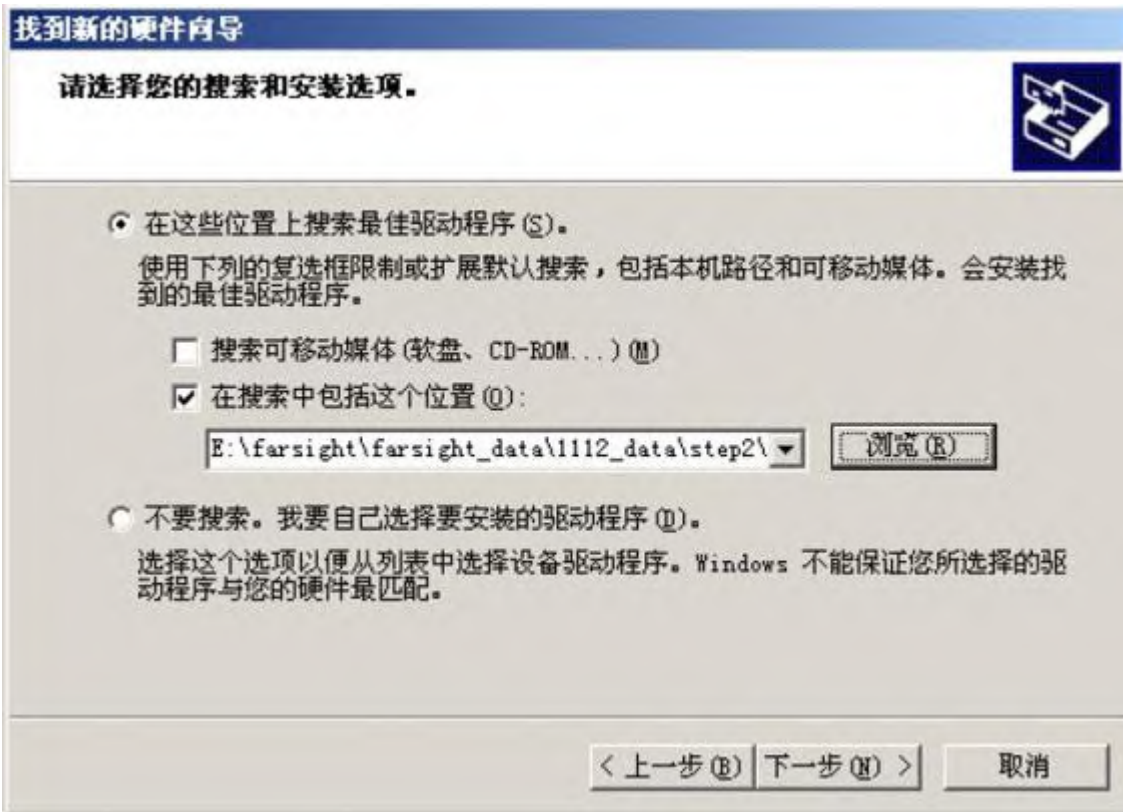 找到新的硬件向导
请选择您的搜索和安装选项。
在这些位置上搜索最佳驱动程序(S)。
使用下列的复选框限制或扩展默认搜索，包括本机路径和可移动媒体。会安装找
到的最佳驱动程序。
搜索可移动媒体(软盘、CD-ROM...)(M)
在搜索中包括这个位置(O):
E:\farsight\farsight_data\1112_data\step2\
浏览(R)
不要搜索。我要自己选择要安装的驱动程序(D)。
选择这个选项以便从列表中选择设备驱动程序。Windows 不能保证您所选择的驱
动程序与您的硬件最匹配。
< 上一步(B) 下一步(N) > 取消